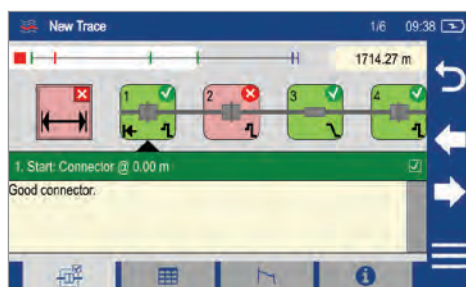 New Trace 1/6 09:38
1714.27 m
1 2 3 4
1. Start: Connector @ 0.00 m
Good connector.